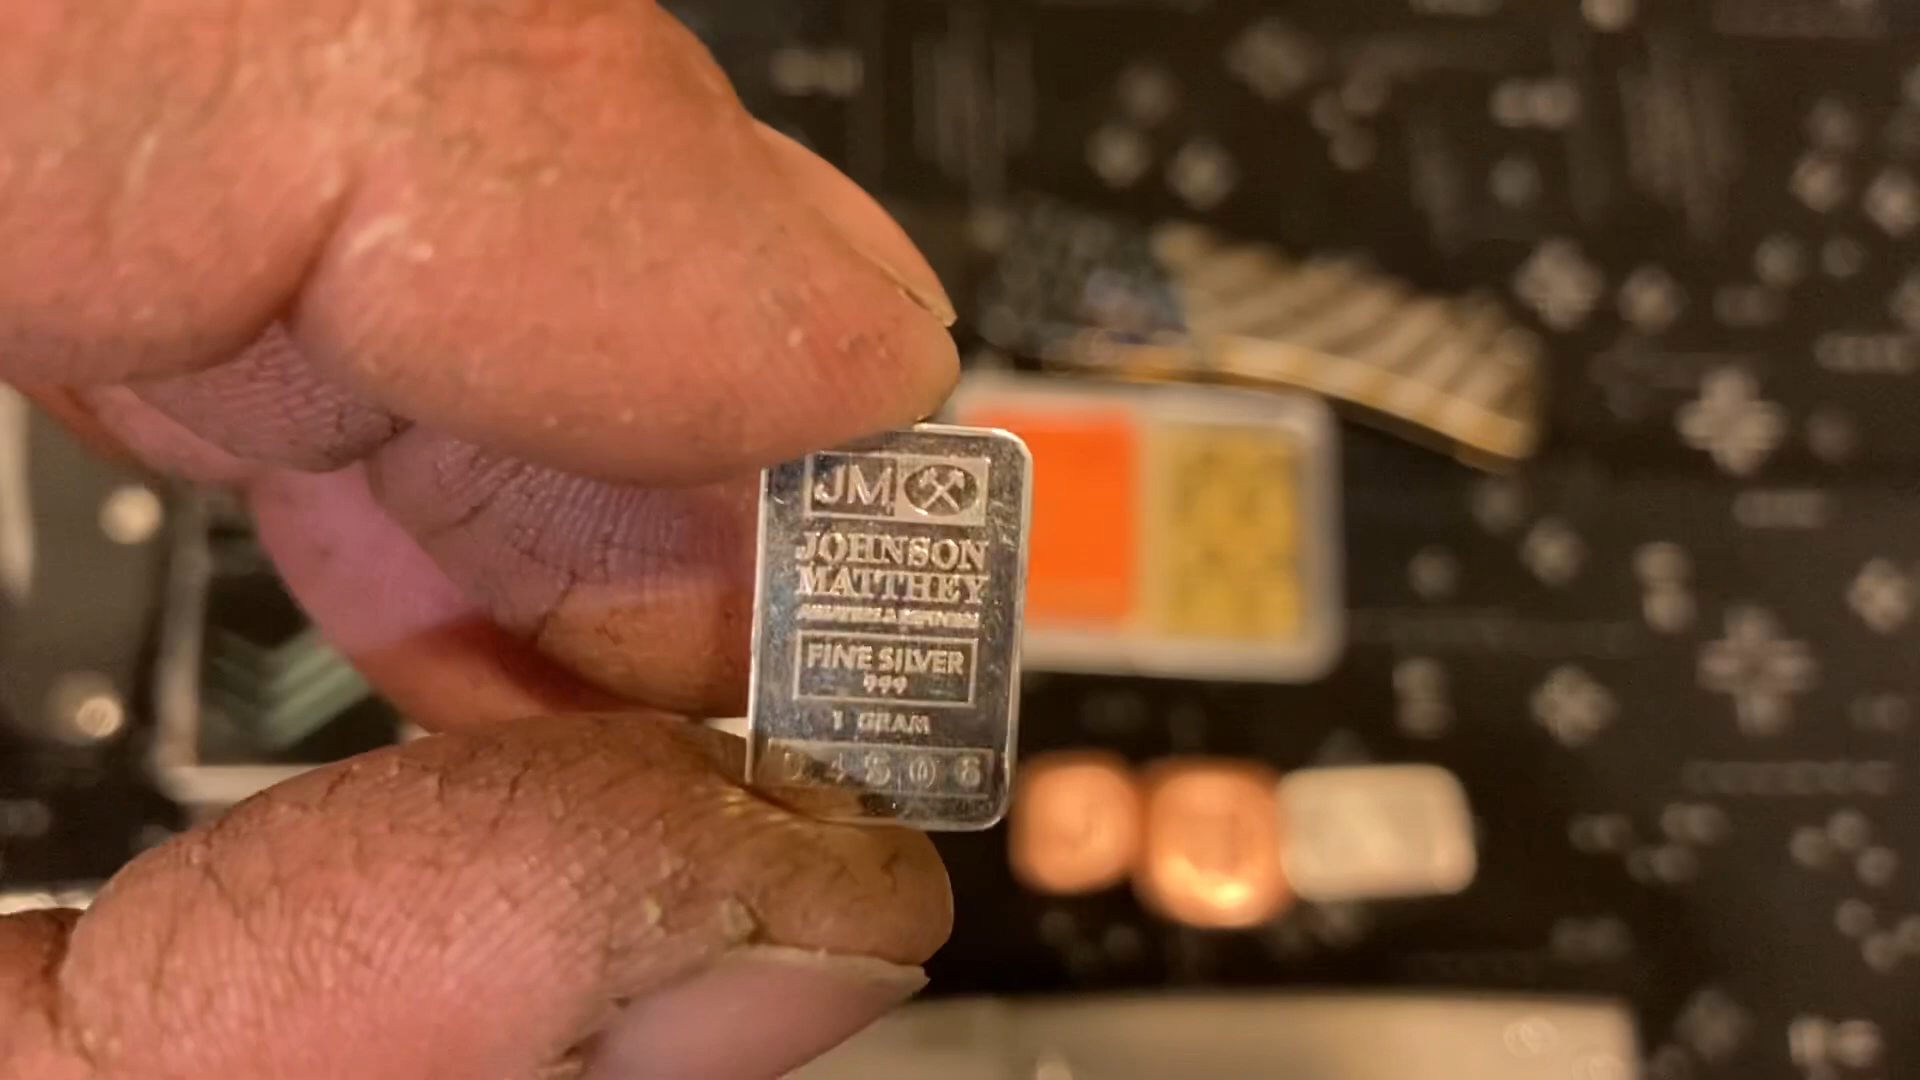 JM
JOHNSON
MATTHEY
FINE SILVER
999
1 GRAM